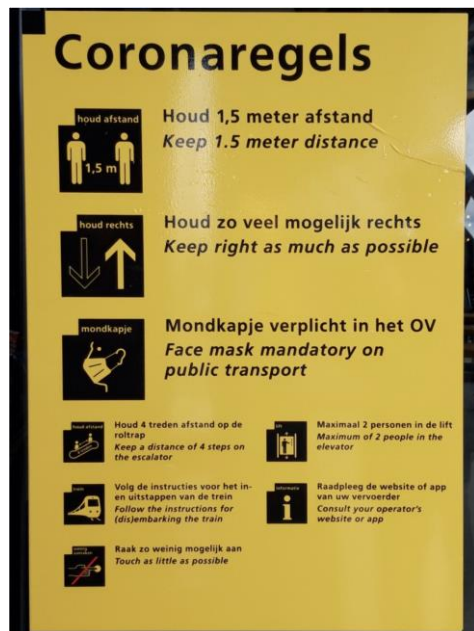 Coronaregels
houd afstand
1,5 m
Houd 1,5 meter afstand
Keep 1.5 meter distance
houd rechts
Houd zo veel mogelijk rechts
Keep right as much as possible
mondkapje
Mondkapje verplicht in het OV
Face mask mandatory on
public transport
houd afstand
Houd 4 treden afstand op de
roltrap
Keep a distance of 4 steps on
the escalator
lift
Maximaal 2 personen in de lift
Maximum of 2 people in the
elevator
trein
Volg de instructies voor het in-
en uitstappen van de trein
Follow the instructions for
(dis)embarking the train
informatie
Raadpleeg de website of app
van uw vervoerder
Consult your operator's
website or app
Raak zo weinig mogelijk aan
Touch as little as possible